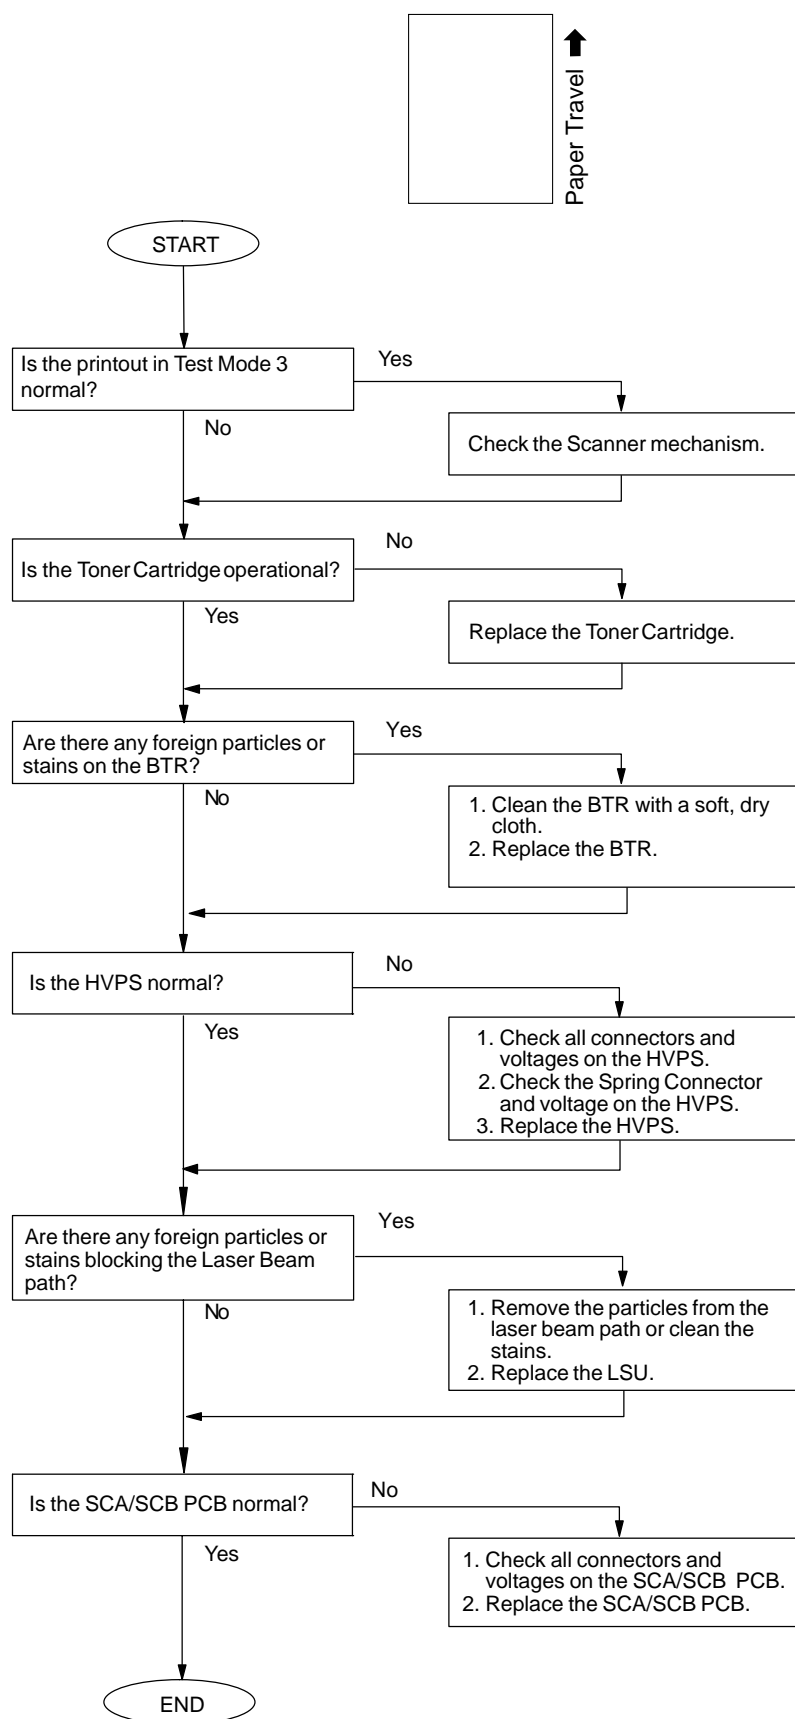 Paper Travel
START
Is the printout in Test Mode 3
normal?
Yes
No
Check the Scanner mechanism.
Is the Toner Cartridge operational?
No
Yes
Replace the Toner Cartridge.
Are there any foreign particles or
stains on the BTR?
Yes
No
1. Clean the BTR with a soft, dry
cloth.
2. Replace the BTR.
Is the HVPS normal?
No
Yes
1. Check all connectors and
voltages on the HVPS.
2. Check the Spring Connector
and voltage on the HVPS.
3. Replace the HVPS.
Are there any foreign particles or
stains blocking the Laser Beam
path?
Yes
No
1. Remove the particles from the
laser beam path or clean the
stains.
2. Replace the LSU.
Is the SCA/SCB PCB normal?
No
Yes
1. Check all connectors and
voltages on the SCA/SCB PCB.
2. Replace the SCA/SCB PCB.
END